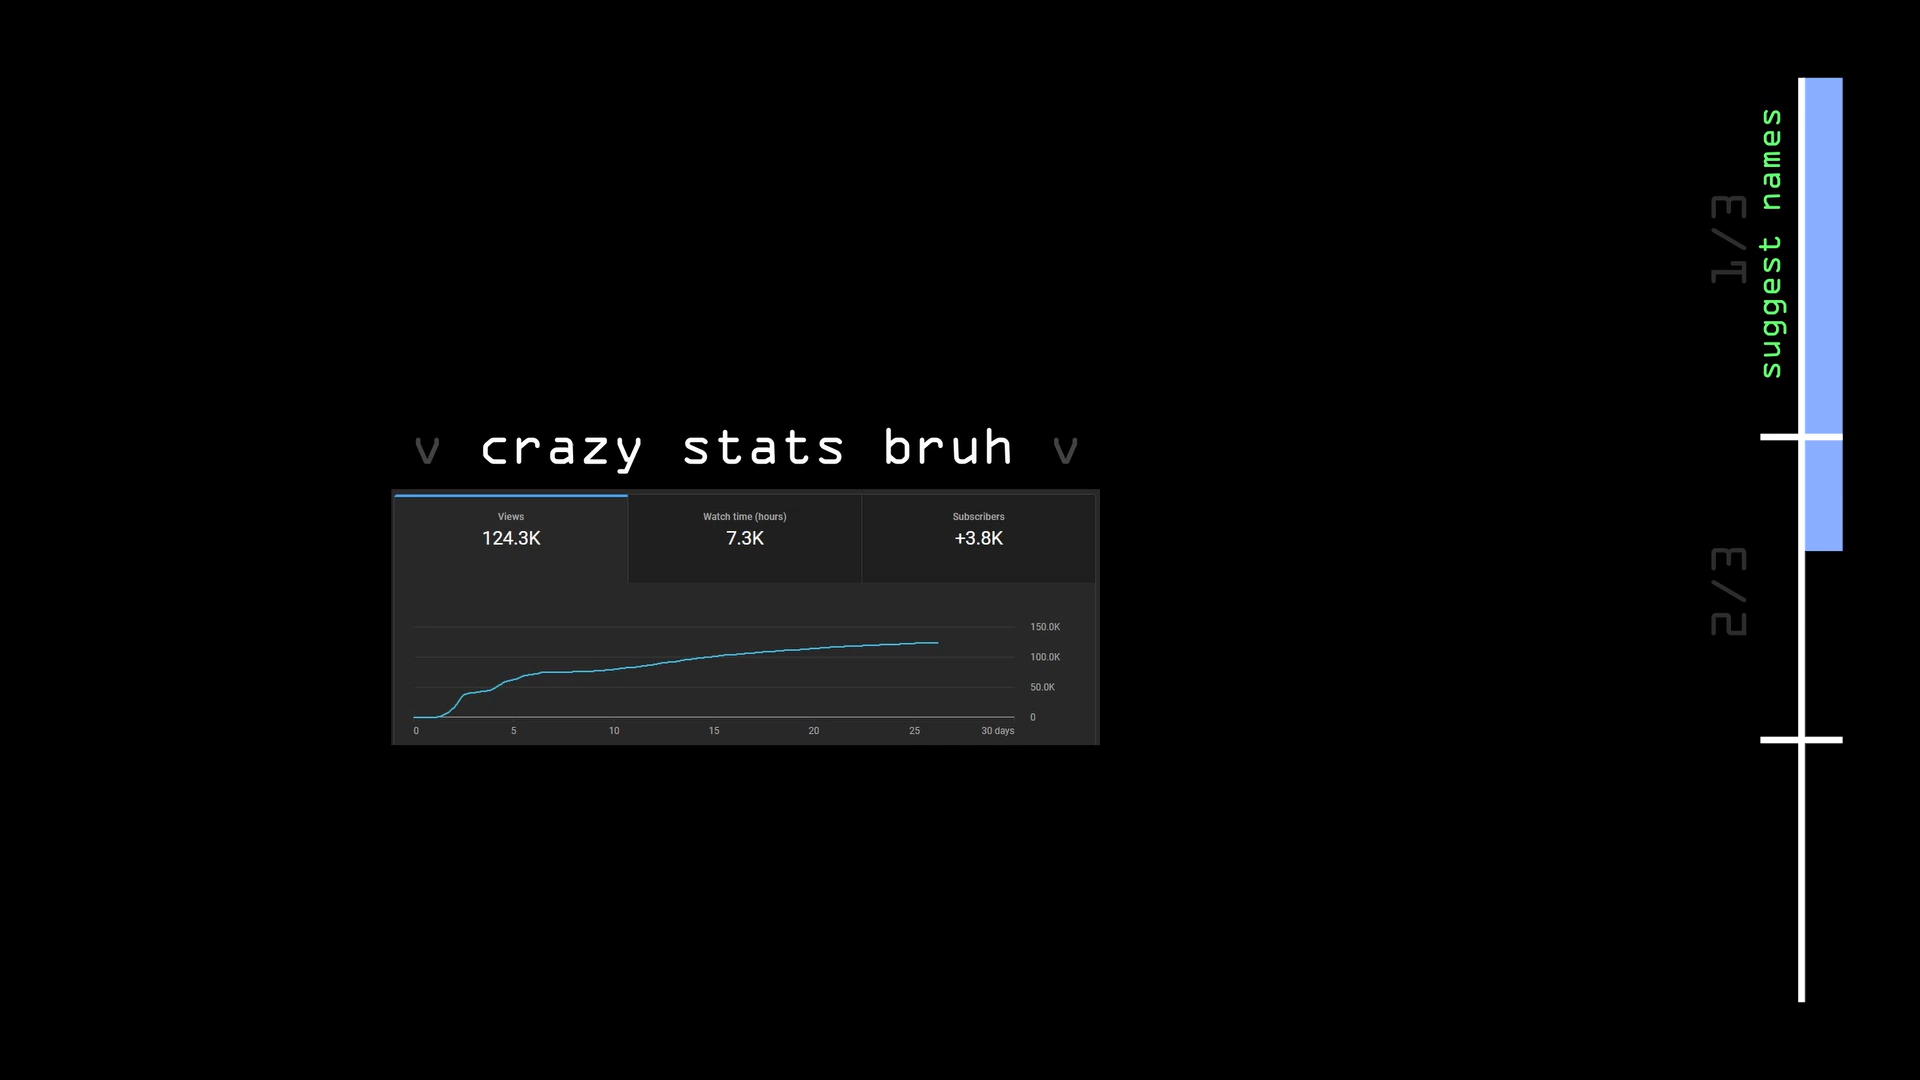 v crazy stats bruh v
Views
124.3K
Watch time (hours)
7.3K
Subscribers
+3.8K
150.0K
100.0K
50.0K
0
0 5 10 15 20 25 30 days
1/3
suggest names
2/3